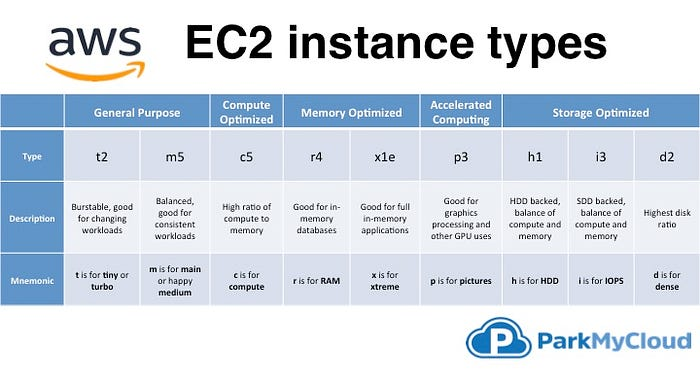 aws
EC2 instance types
General Purpose
Compute
Optimized
Memory Optimized
Accelerated
Computing
Storage Optimized
Type
t2
m5
c5
r4
x1e
p3
h1
i3
d2
Description
Burstable, good
for changing
workloads
Balanced,
good for
consistent
workloads
High ratio of
compute to
memory
Good for in-
memory
databases
Good for full
in-memory
applications
Good for
graphics
processing and
other GPU uses
HDD backed,
balance of
compute and
memory
SDD backed,
balance of
compute and
memory
Highest disk
ratio
Mnemonic
t is for tiny or
turbo
m is for main
or happy
medium
c is for
compute
r is for RAM
x is for
xtreme
p is for pictures
h is for HDD
i is for IOPS
d is for
dense
P
ParkMyCloud